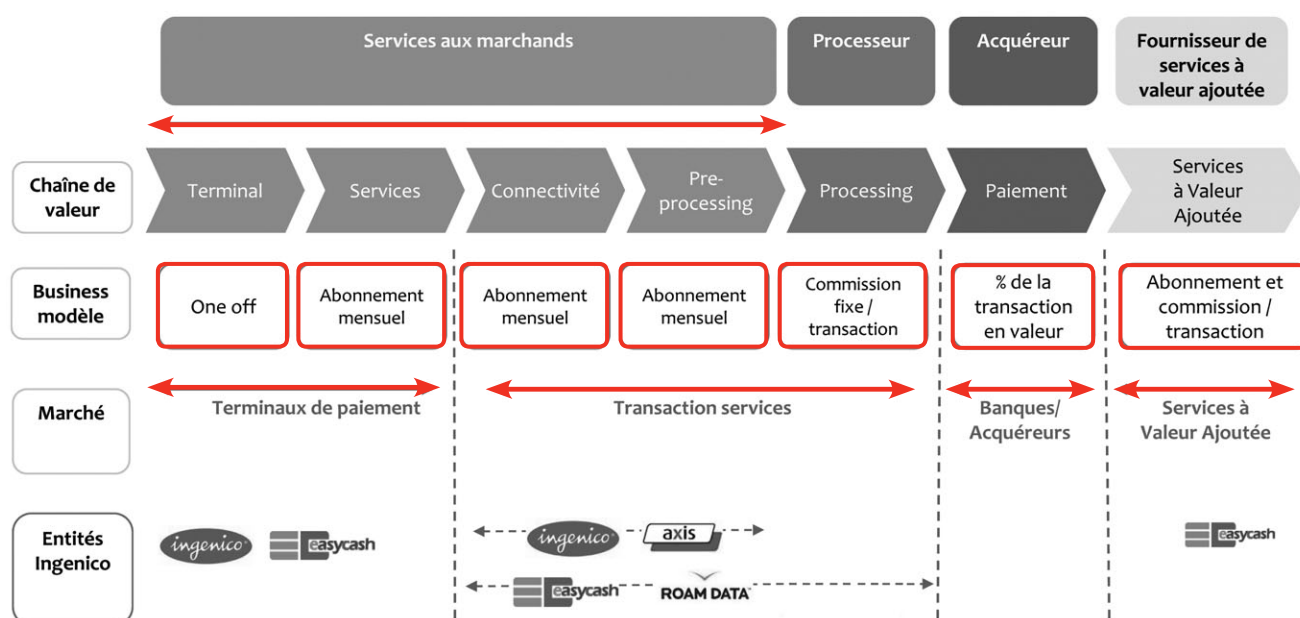 Services aux marchands
Processeur
Acquéreur
Fournisseur de
services à
valeur ajoutée
Chaîne de
valeur
Terminal
Services
Connectivité
Pre-
processing
Processing
Paiement
Services
à Valeur
Ajoutée
Business
modèle
One off
Abonnement
mensuel
Abonnement
mensuel
Abonnement
mensuel
Commission
fixe /
transaction
% de la
transaction
en valeur
Abonnement et
commission /
transaction
Marché
Terminaux de paiement
Transaction services
Banques/
Acquéreurs
Services à
Valeur Ajoutée
Entités
Ingenico
ingenico
easycash
ingenico
axis
easycash
easycash
ROAM DATA